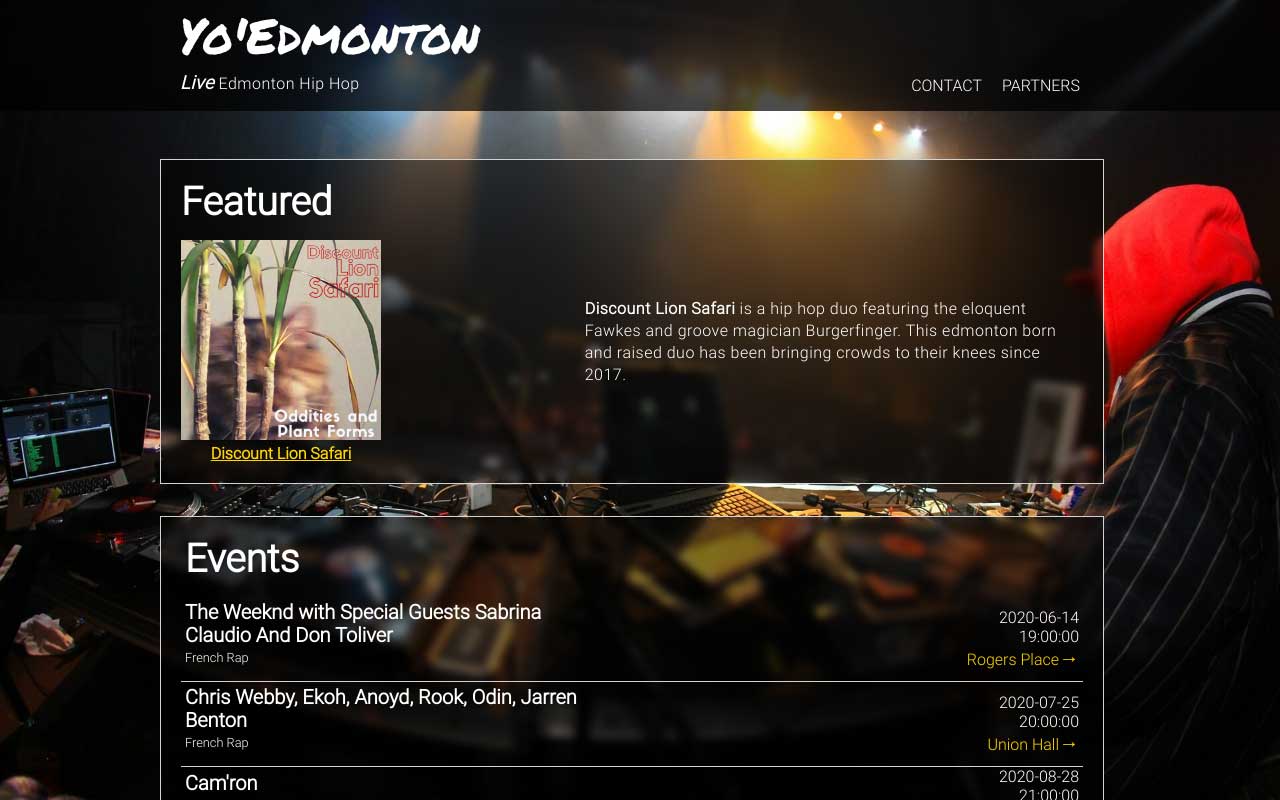 Yo'Edmonton
Live Edmonton Hip Hop
CONTACT PARTNERS
Featured
Discount
Lion
Safari
Oddities and
Plant Forms
Discount Lion Safari
Discount Lion Safari is a hip hop duo featuring the eloquent
Fawkes and groove magician Burgerfinger. This edmonton born
and raised duo has been bringing crowds to their knees since
2017.
Events
The Weeknd with Special Guests Sabrina
Claudio And Don Toliver
French Rap
2020-06-14
19:00:00
Rogers Place →
Chris Webby, Ekoh, Anoyd, Rook, Odin, Jarren
Benton
French Rap
2020-07-25
20:00:00
Union Hall →
Cam'ron
2020-08-28
21:00:00